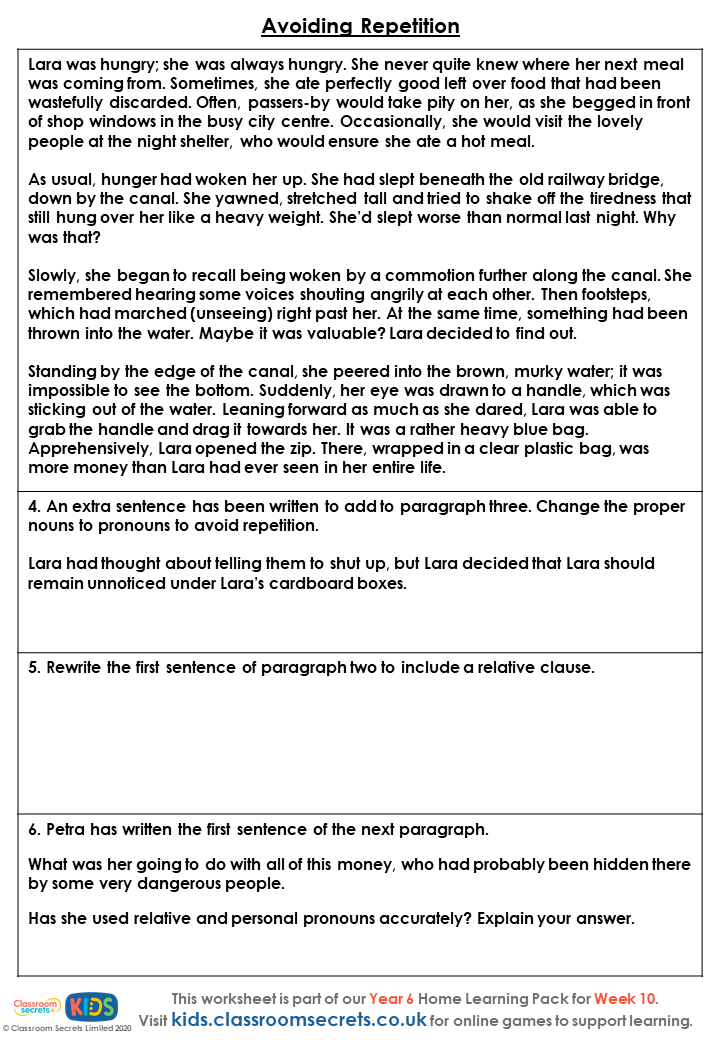 Avoiding Repetition
Lara was hungry; she was always hungry. She never quite knew where her next meal
was coming from. Sometimes, she ate perfectly good left over food that had been
wastefully discarded. Often, passers-by would take pity on her, as she begged in front
of shop windows in the busy city centre. Occasionally, she would visit the lovely
people at the night shelter, who would ensure she ate a hot meal.
As usual, hunger had woken her up. She had slept beneath the old railway bridge,
down by the canal. She yawned, stretched tall and tried to shake off the tiredness that
still hung over her like a heavy weight. She’d slept worse than normal last night. Why
was that?
Slowly, she began to recall being woken by a commotion further along the canal. She
remembered hearing some voices shouting angrily at each other. Then footsteps,
which had marched (unseeing) right past her. At the same time, something had been
thrown into the water. Maybe it was valuable? Lara decided to find out.
Standing by the edge of the canal, she peered into the brown, murky water; it was
impossible to see the bottom. Suddenly, her eye was drawn to a handle, which was
sticking out of the water. Leaning forward as much as she dared, Lara was able to
grab the handle and drag it towards her. It was a rather heavy blue bag.
Apprehensively, Lara opened the zip. There, wrapped in a clear plastic bag, was
more money than Lara had ever seen in her entire life.
4. An extra sentence has been written to add to paragraph three. Change the proper
nouns to pronouns to avoid repetition.
Lara had thought about telling them to shut up, but Lara decided that Lara should
remain unnoticed under Lara’s cardboard boxes.
5. Rewrite the first sentence of paragraph two to include a relative clause.
6. Petra has written the first sentence of the next paragraph.
What was her going to do with all of this money, who had probably been hidden there
by some very dangerous people.
Has she used relative and personal pronouns accurately? Explain your answer.
Classroom
secrets
KIDS
© Classroom Secrets Limited 2020
This worksheet is part of our Year 6 Home Learning Pack for Week 10.
Visit kids.classroomsecrets.co.uk for online games to support learning.